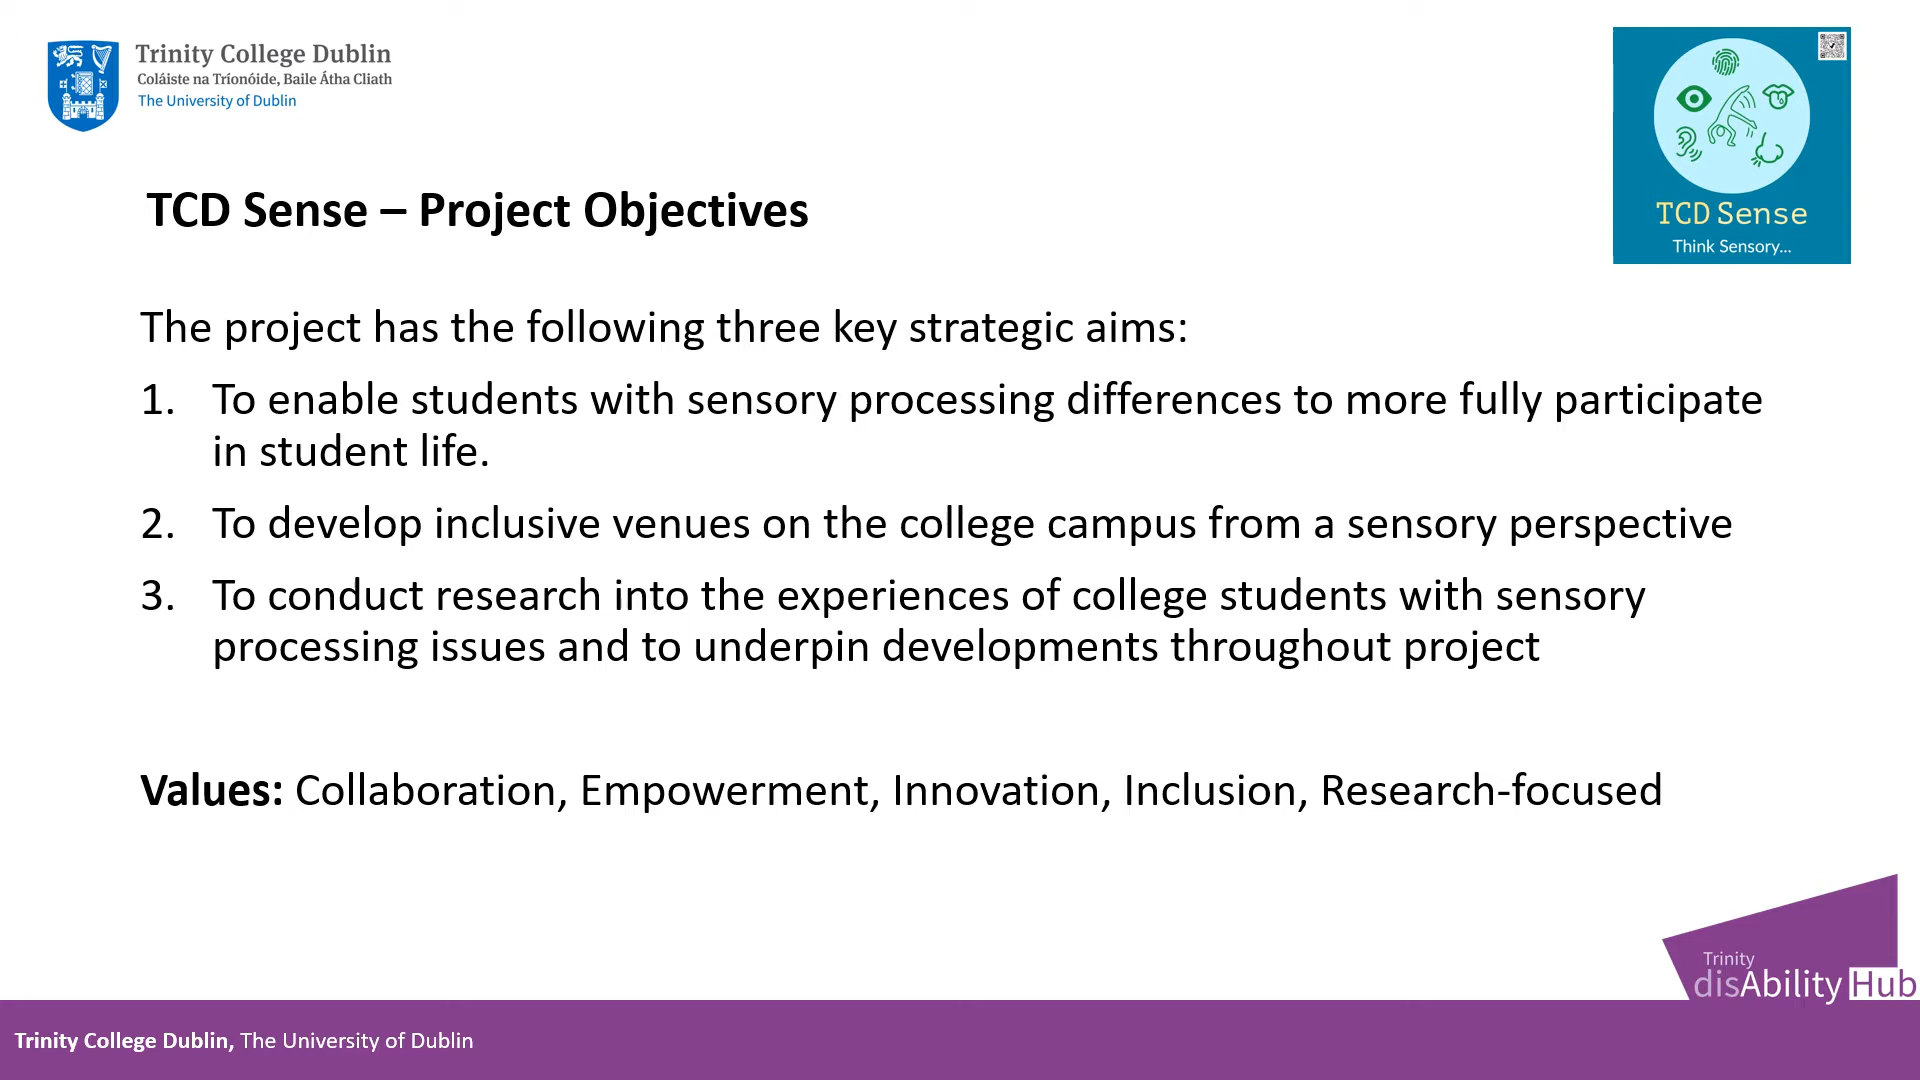 Trinity College Dublin
Coláiste na Tríonóide, Baile Átha Cliath
The University of Dublin
TCD Sense
Think Sensory...
TCD Sense – Project Objectives
The project has the following three key strategic aims:
1. To enable students with sensory processing differences to more fully participate
in student life.
2. To develop inclusive venues on the college campus from a sensory perspective
3. To conduct research into the experiences of college students with sensory
processing issues and to underpin developments throughout project
Values: Collaboration, Empowerment, Innovation, Inclusion, Research-focused
Trinity
disAbility Hub
Trinity College Dublin, The University of Dublin